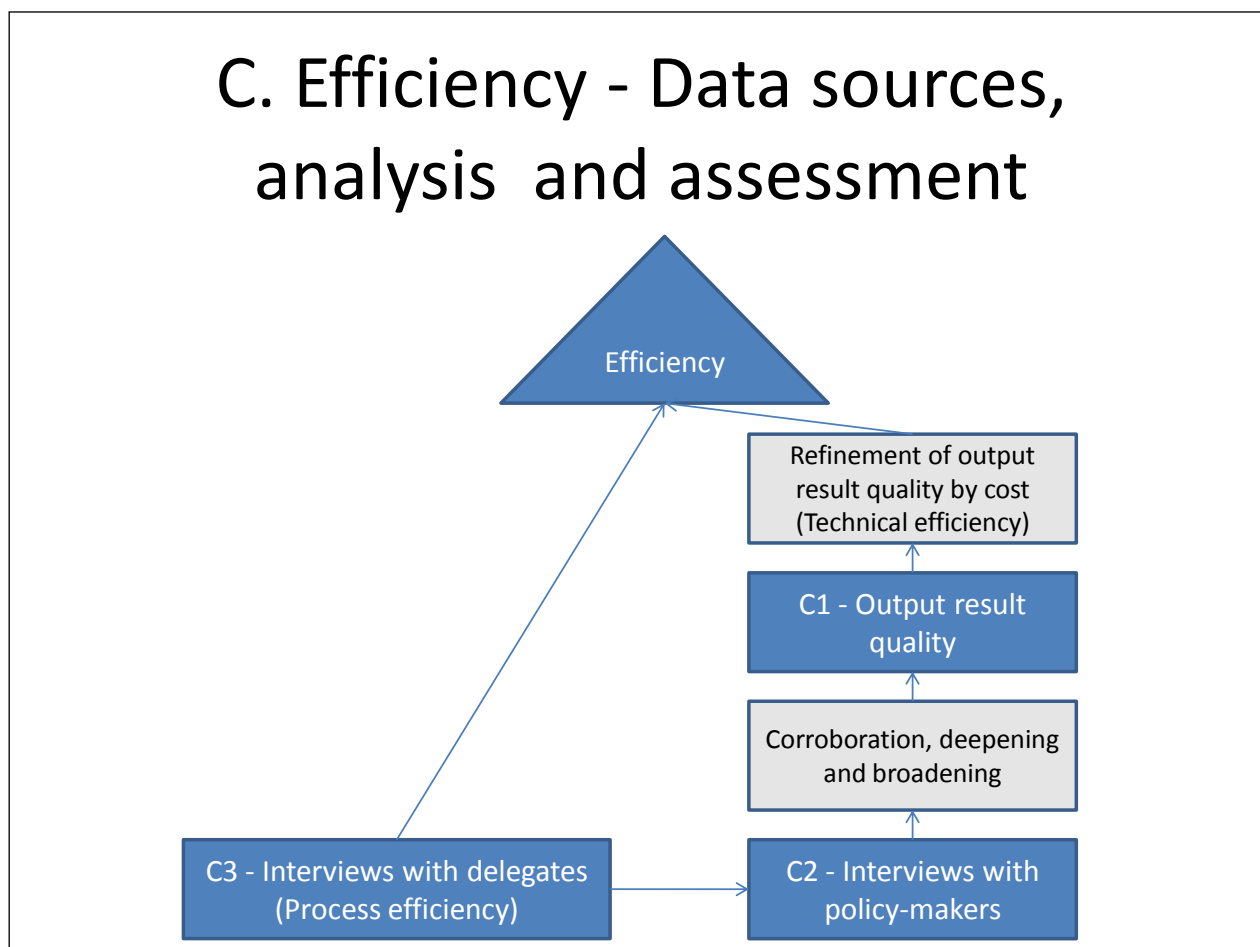 C. Efficiency - Data sources,
analysis  and assessment
Efficiency
Refinement of output
result quality by cost
(Technical efficiency)
C1 - Output result
quality
Corroboration, deepening
and broadening
C3 - Interviews with delegates
(Process efficiency)
C2 - Interviews with
policy-makers